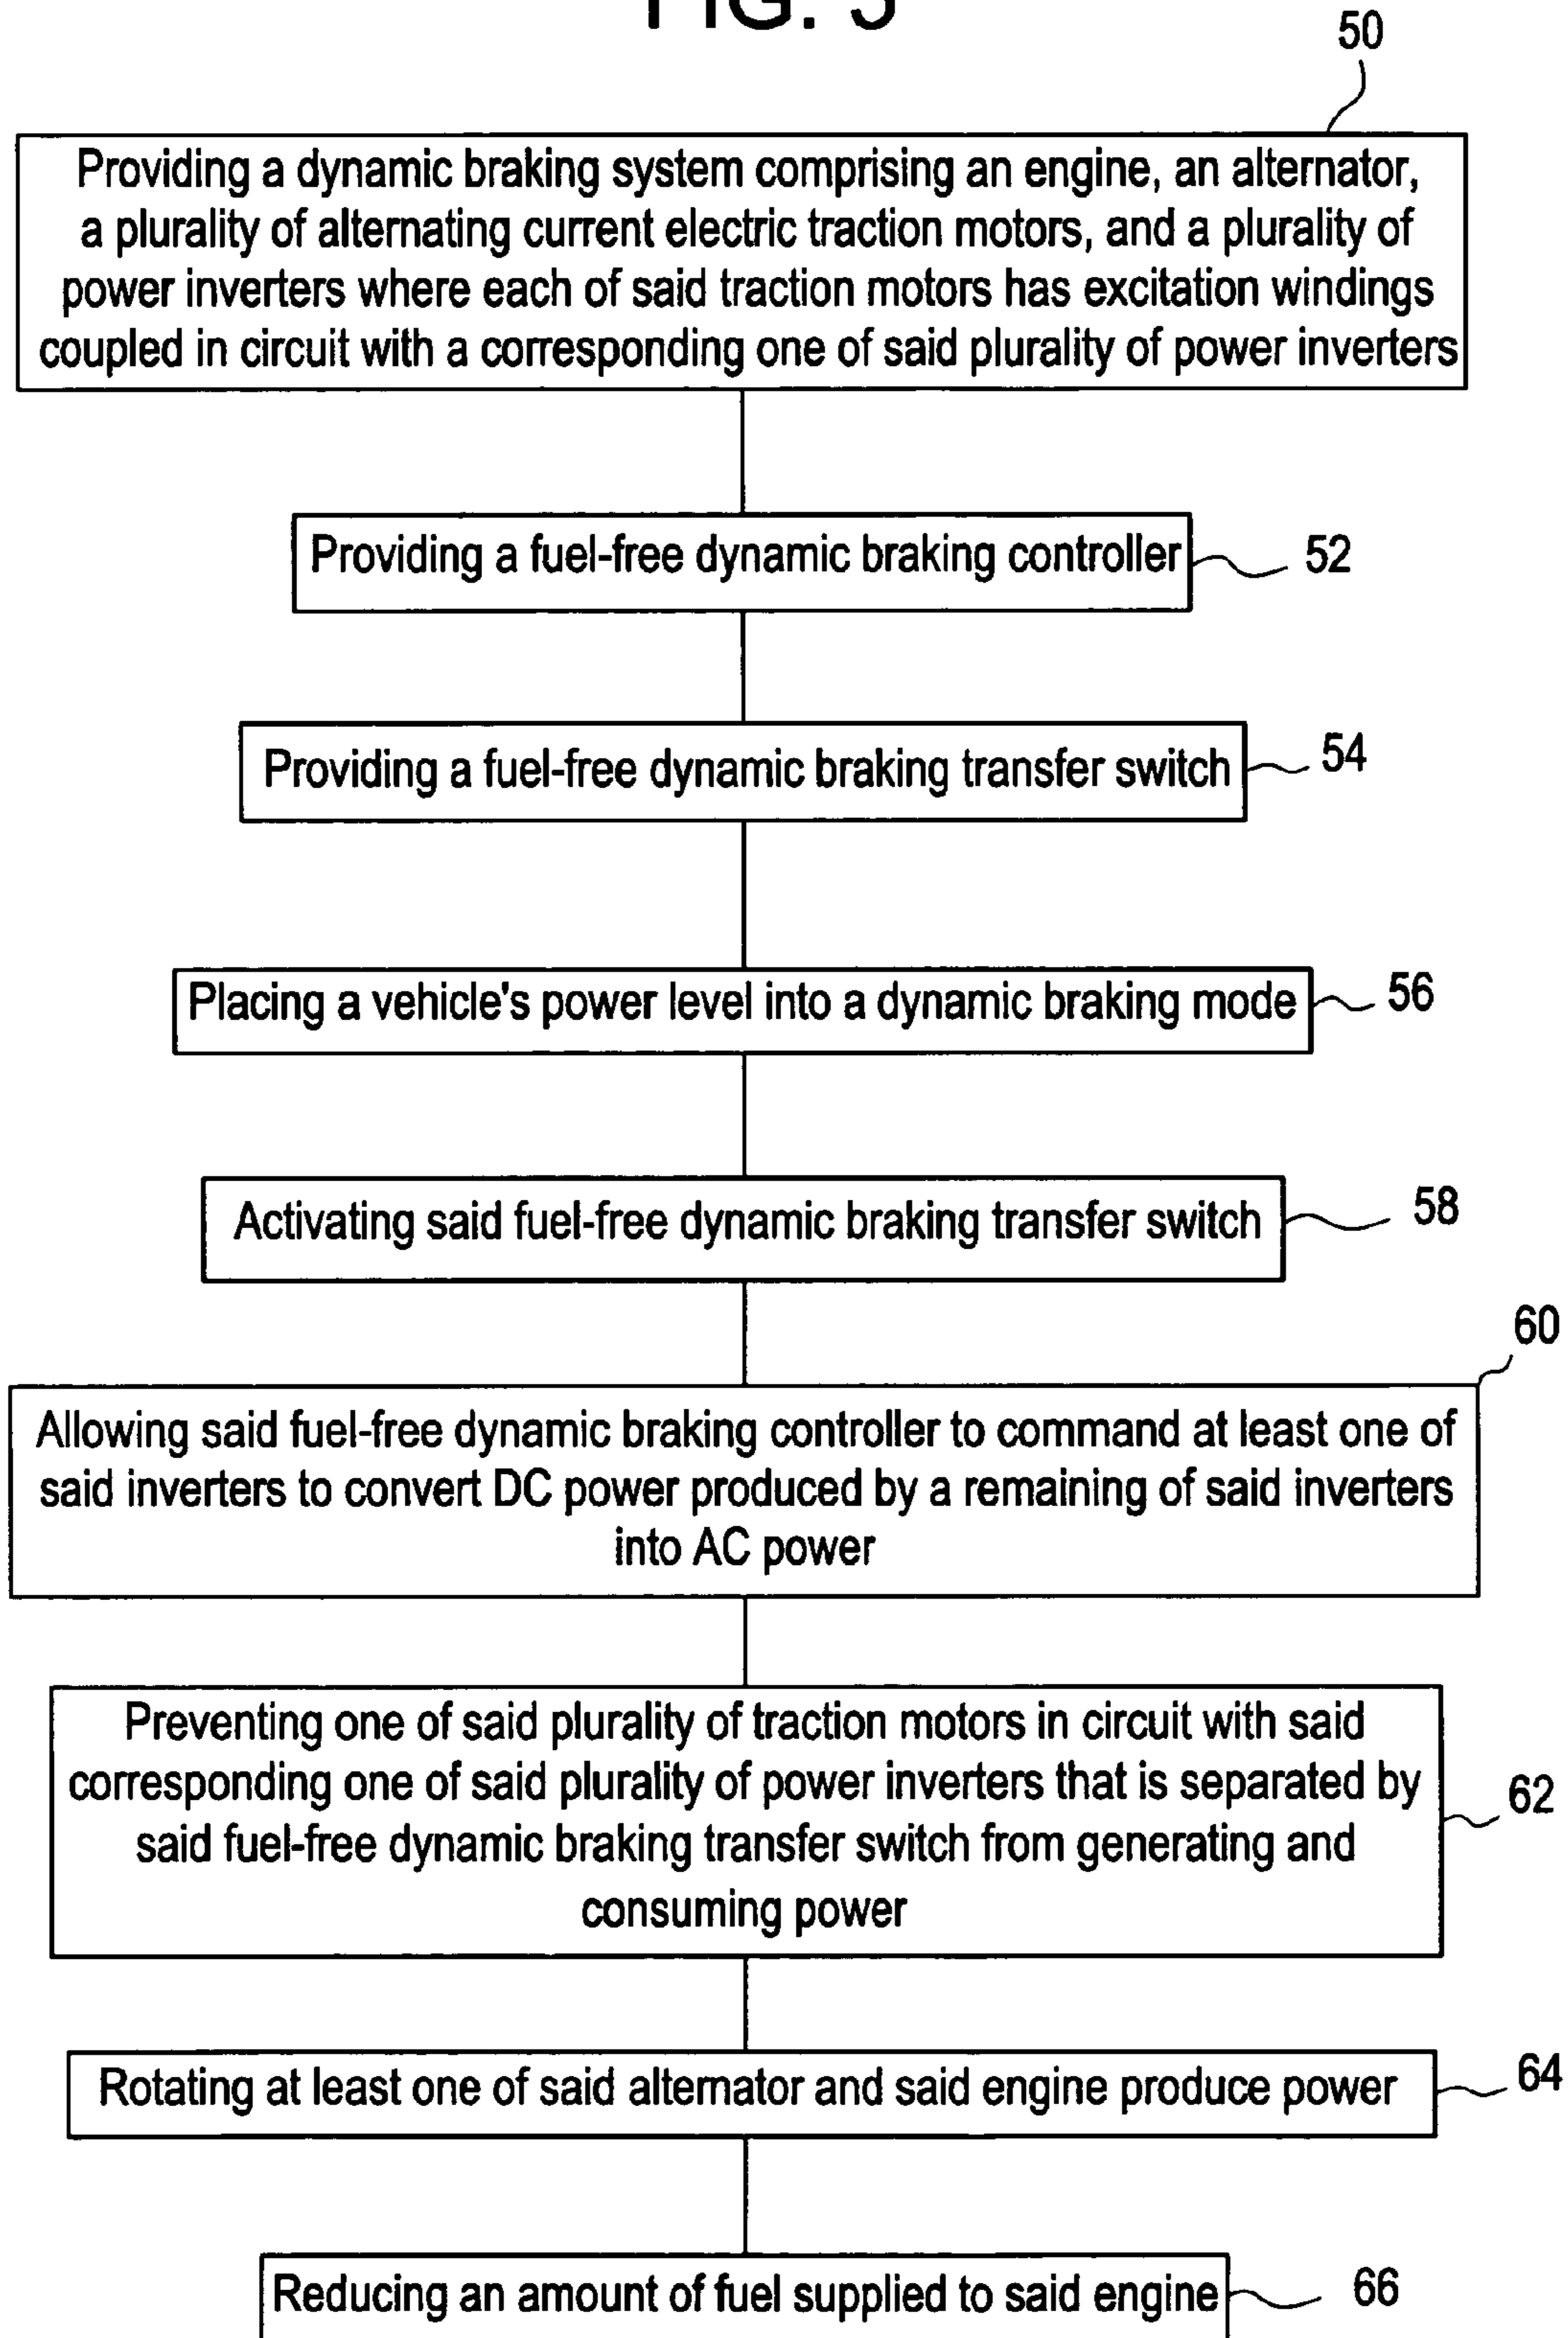 FIG. 5
50
Providing a dynamic braking system comprising an engine, an alternator,
a plurality of alternating current electric traction motors, and a plurality of
power inverters where each of said traction motors has excitation windings
coupled in circuit with a corresponding one of said plurality of power inverters
Providing a fuel-free dynamic braking controller
52
Providing a fuel-free dynamic braking transfer switch
54
Placing a vehicle's power level into a dynamic braking mode
56
Activating said fuel-free dynamic braking transfer switch
58
60
Allowing said fuel-free dynamic braking controller to command at least one of
said inverters to convert DC power produced by a remaining of said inverters
into AC power
Preventing one of said plurality of traction motors in circuit with said
corresponding one of said plurality of power inverters that is separated by
said fuel-free dynamic braking transfer switch from generating and
consuming power
62
Rotating at least one of said alternator and said engine produce power
64
Reducing an amount of fuel supplied to said engine
66